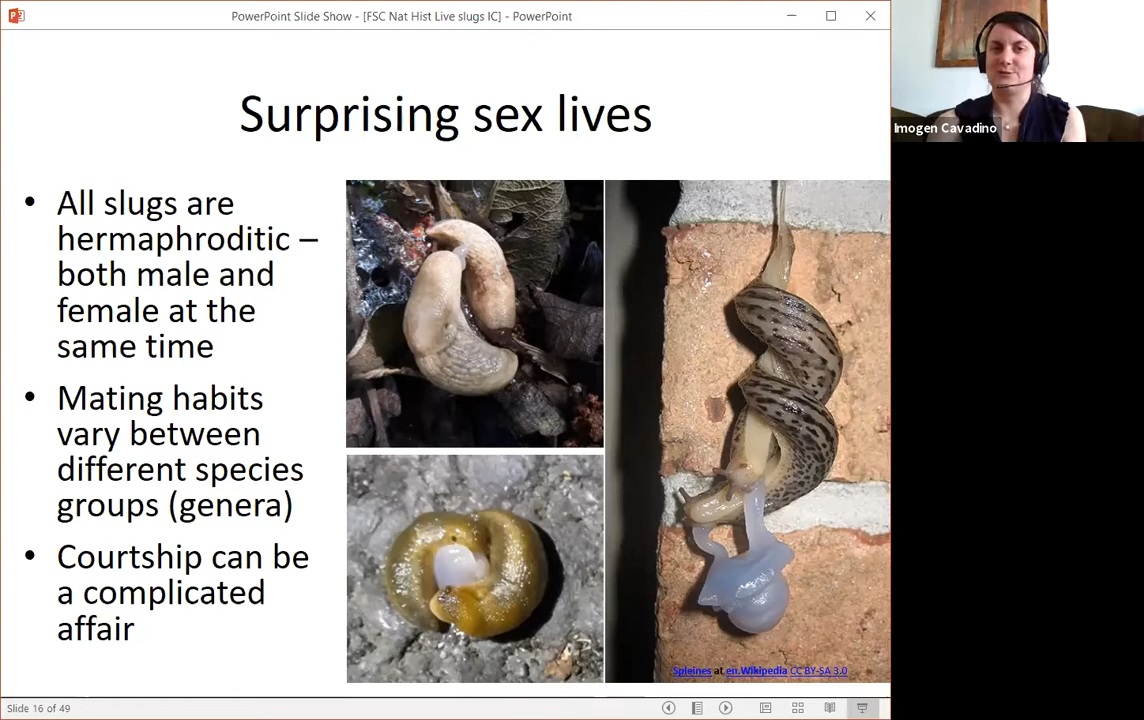 PowerPoint Slide Show - [FSC Nat Hist Live slugs IC] - PowerPoint
Imogen Cavadino
Surprising sex lives
• All slugs are
hermaphroditic –
both male and
female at the
same time
• Mating habits
vary between
different species
groups (genera)
• Courtship can be
a complicated
affair
Spleines at en.Wikipedia CC BY-SA 3.0
Slide 16 of 49